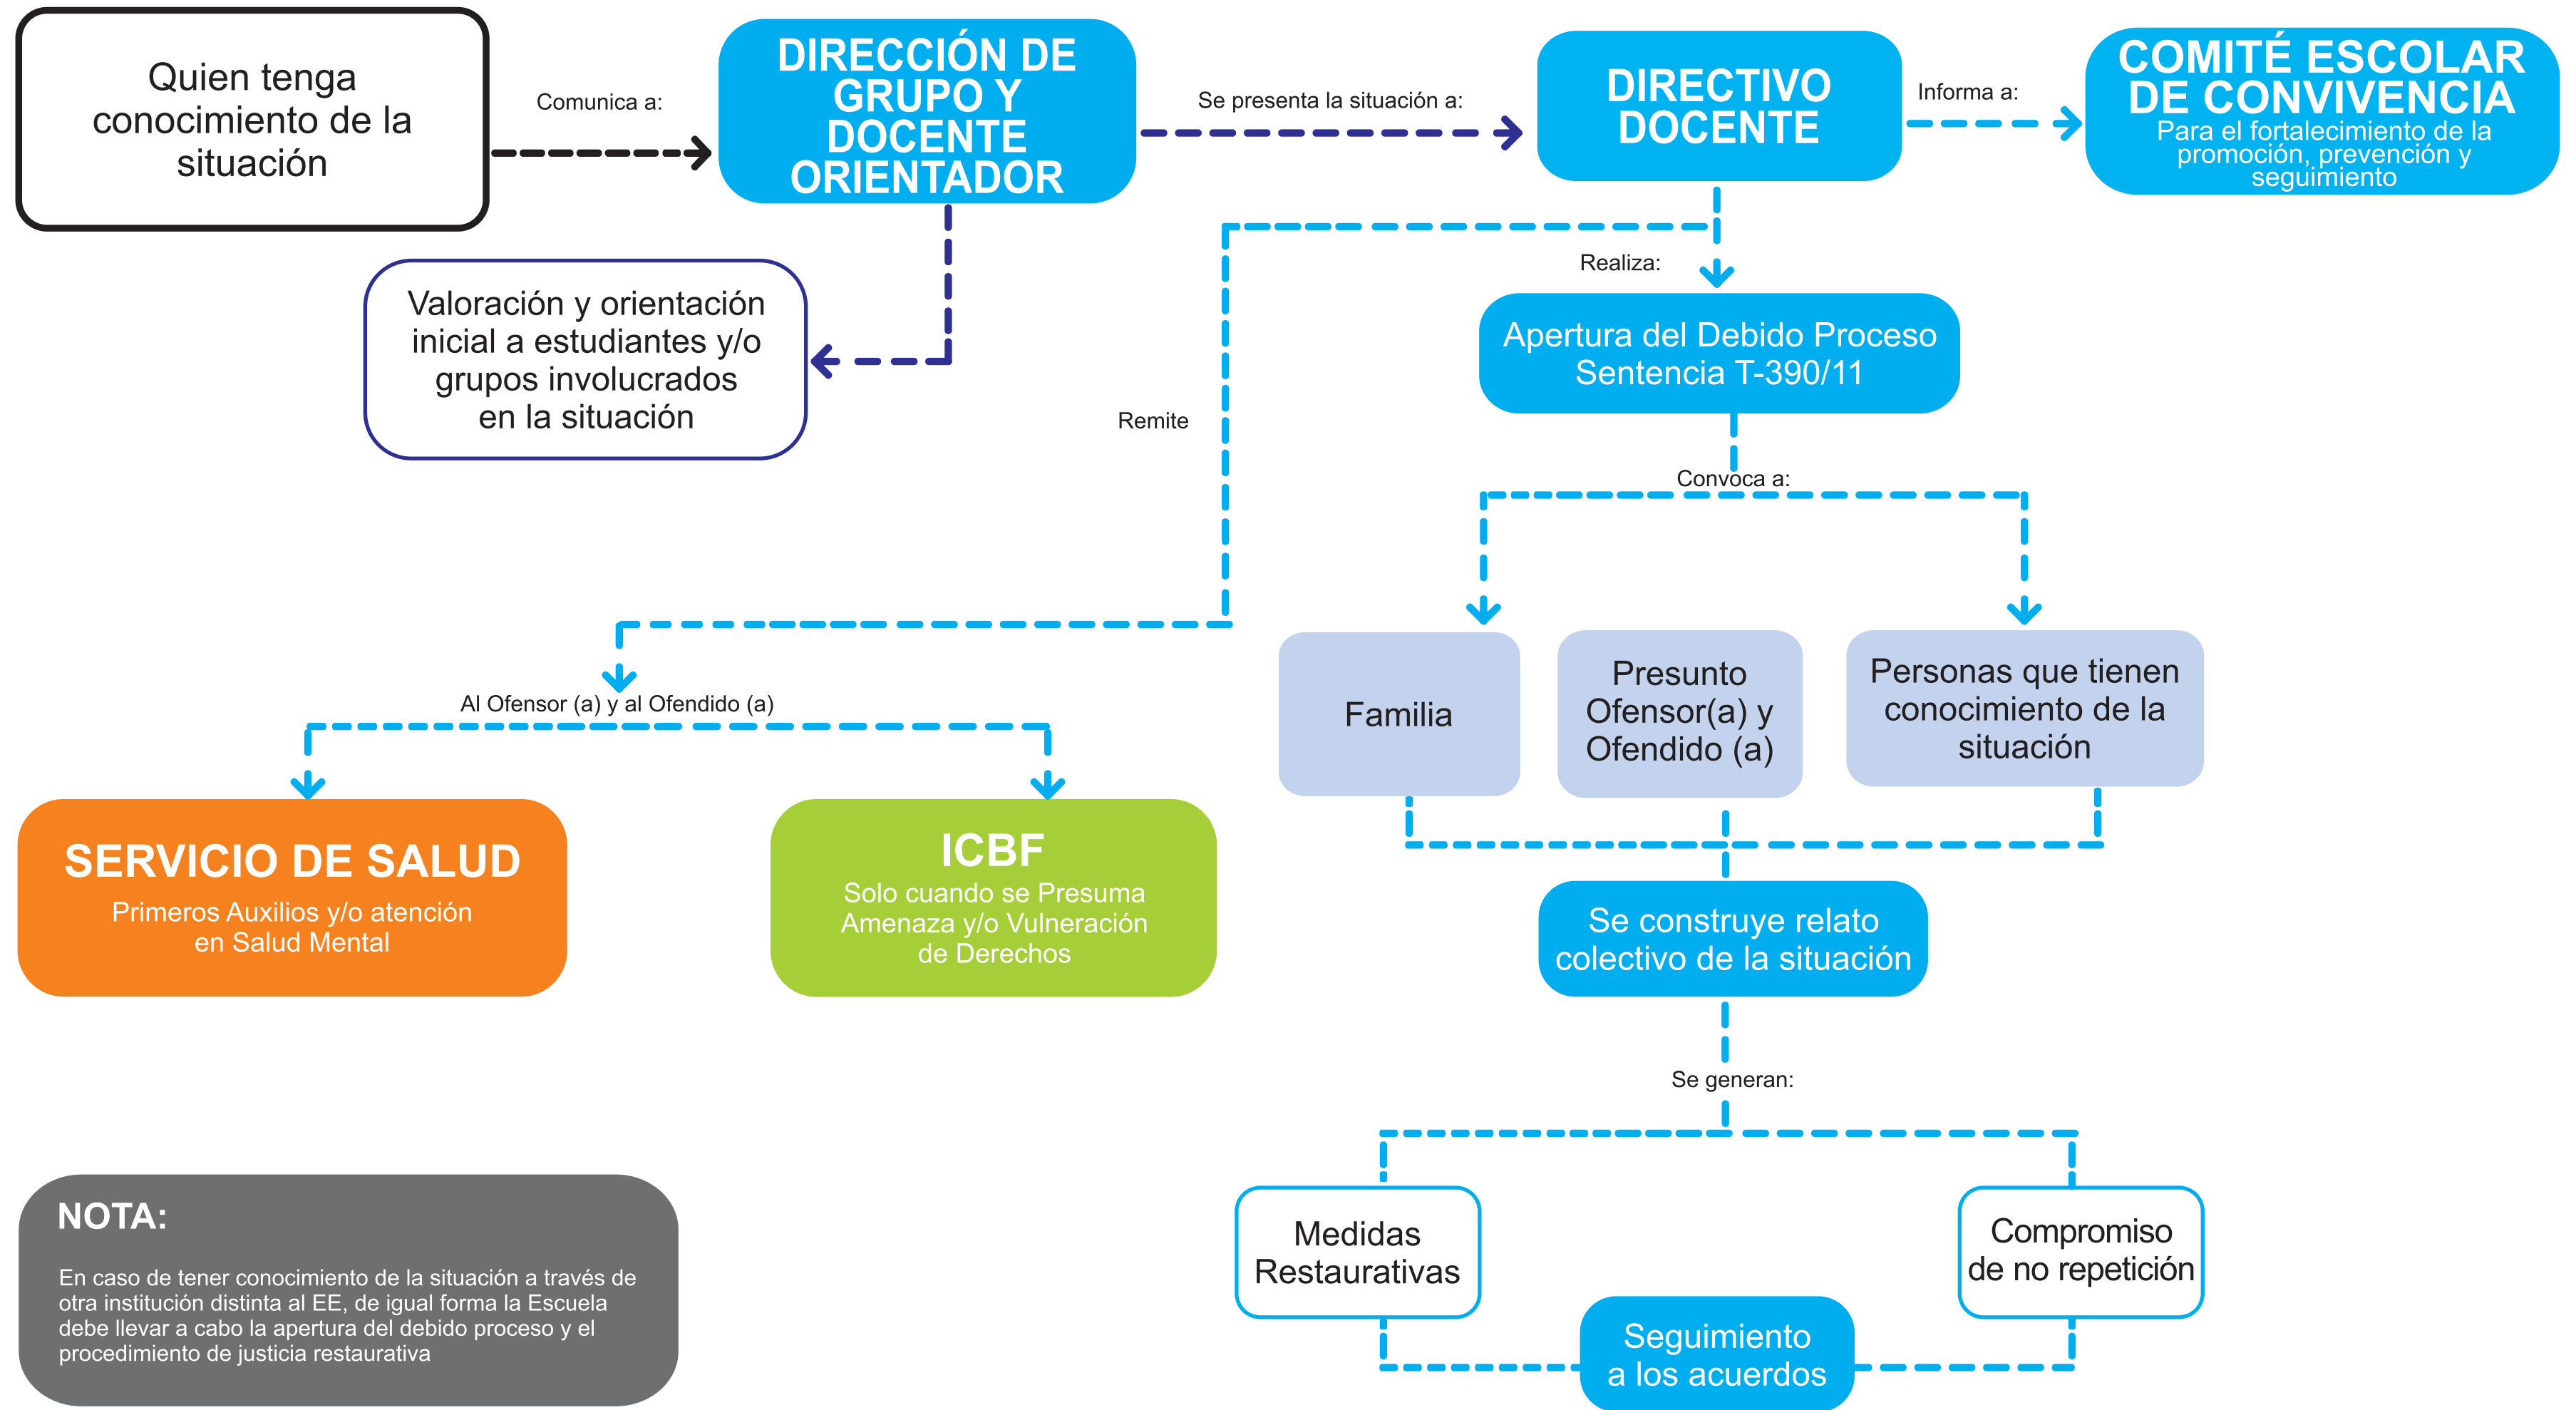 Quien tenga
conocimiento de la
situación
Comunica a:
DIRECCIÓN DE
GRUPO Y
DOCENTE
ORIENTADOR
Se presenta la situación a:
DIRECTIVO
DOCENTE
Informa a:
COMITÉ ESCOLAR
DE CONVIVENCIA
Para el fortalecimiento de la
promoción, prevención y
seguimiento
Valoración y orientación
inicial a estudiantes y/o
grupos involucrados
en la situación
Realiza:
Apertura del Debido Proceso
Sentencia T-390/11
Remite
Convoca a:
Familia
Presunto
Ofensor(a) y
Ofendido (a)
Personas que tienen
conocimiento de la
situación
Al Ofensor (a) y al Ofendido (a)
SERVICIO DE SALUD
Primeros Auxilios y/o atención
en Salud Mental
ICBF
Solo cuando se Presuma
Amenaza y/o Vulneración
de Derechos
Se construye relato
colectivo de la situación
Se generan:
Medidas
Restaurativas
Compromiso
de no repetición
Seguimiento
a los acuerdos
NOTA:
En caso de tener conocimiento de la situación a través de
otra institución distinta al EE, de igual forma la Escuela
debe llevar a cabo la apertura del debido proceso y el
procedimiento de justicia restaurativa